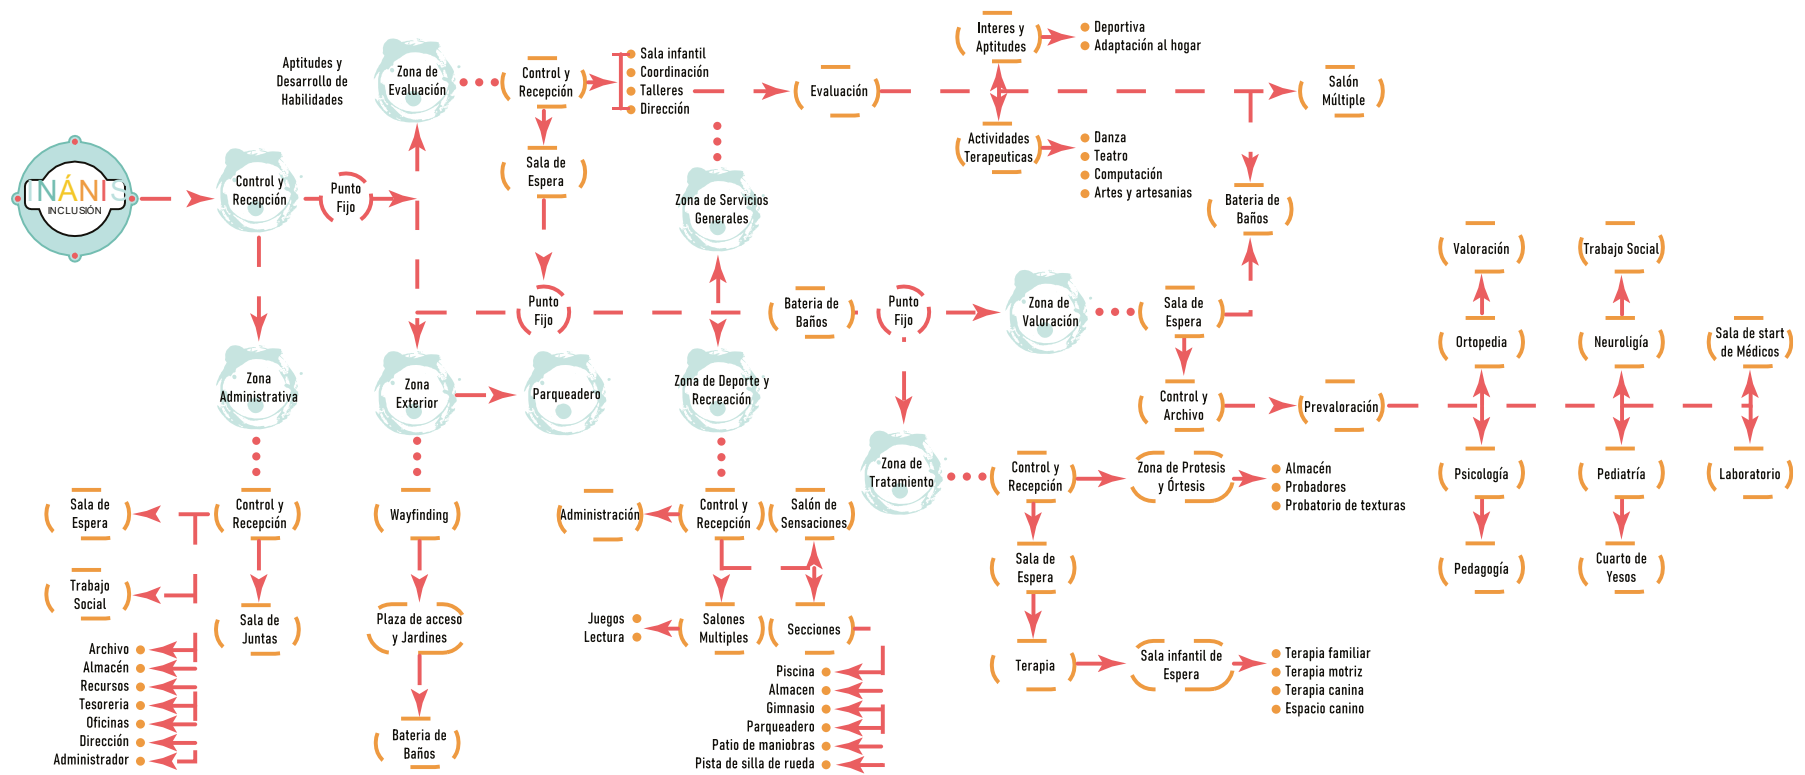 INÁNIS
INCLUSIÓN
Control y
Recepción
Punto
Fijo
Aptitudes y
Desarrollo de
Habilidades
Zona de
Evaluación
Control y
Recepción
Sala infantil
Coordinación
Talleres
Dirección
Sala de
Espera
Punto
Fijo
Evaluación
Interes y
Aptitudes
Deportiva
Adaptación al hogar
Actividades
Terapeuticas
Danza
Teatro
Computación
Artes y artesanias
Salón
Múltiple
Bateria de
Baños
Zona de Servicios
Generales
Bateria de
Baños
Punto
Fijo
Zona de
Valoración
Sala de
Espera
Control y
Archivo
Prevaloración
Valoración
Ortopedia
Psicología
Pedagogía
Trabajo Social
Neuroligía
Pediatría
Cuarto de
Yesos
Sala de start
de Médicos
Laboratorio
Zona
Administrativa
Zona
Exterior
Parqueadero
Zona de Deporte y
Recreación
Zona de
Tratamiento
Control y
Recepción
Zona de Protesis
y Órtesis
Almacén
Probadores
Probatorio de texturas
Sala de
Espera
Terapia
Sala infantil de
Espera
Terapia familiar
Terapia motriz
Terapia canina
Espacio canino
Sala de
Espera
Control y
Recepción
Trabajo
Social
Sala de
Juntas
Archivo
Almacén
Recursos
Tesoreria
Oficinas
Dirección
Administrador
Wayfinding
Plaza de acceso
y Jardines
Bateria de
Baños
Administración
Control y
Recepción
Salón de
Sensaciones
Juegos
Lectura
Salones
Multiples
Secciones
Piscina
Almacen
Gimnasio
Parqueadero
Patio de maniobras
Pista de silla de rueda